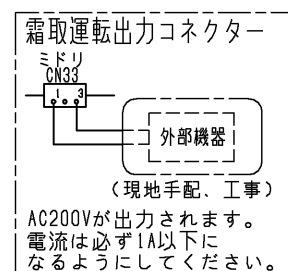 霜取運転出力コネクター
ミドリ
CN33
1 3
外部機器
(現地手配、工事)
AC200Vが出力されます。
電流は必ず1A以下に
なるようにしてください。